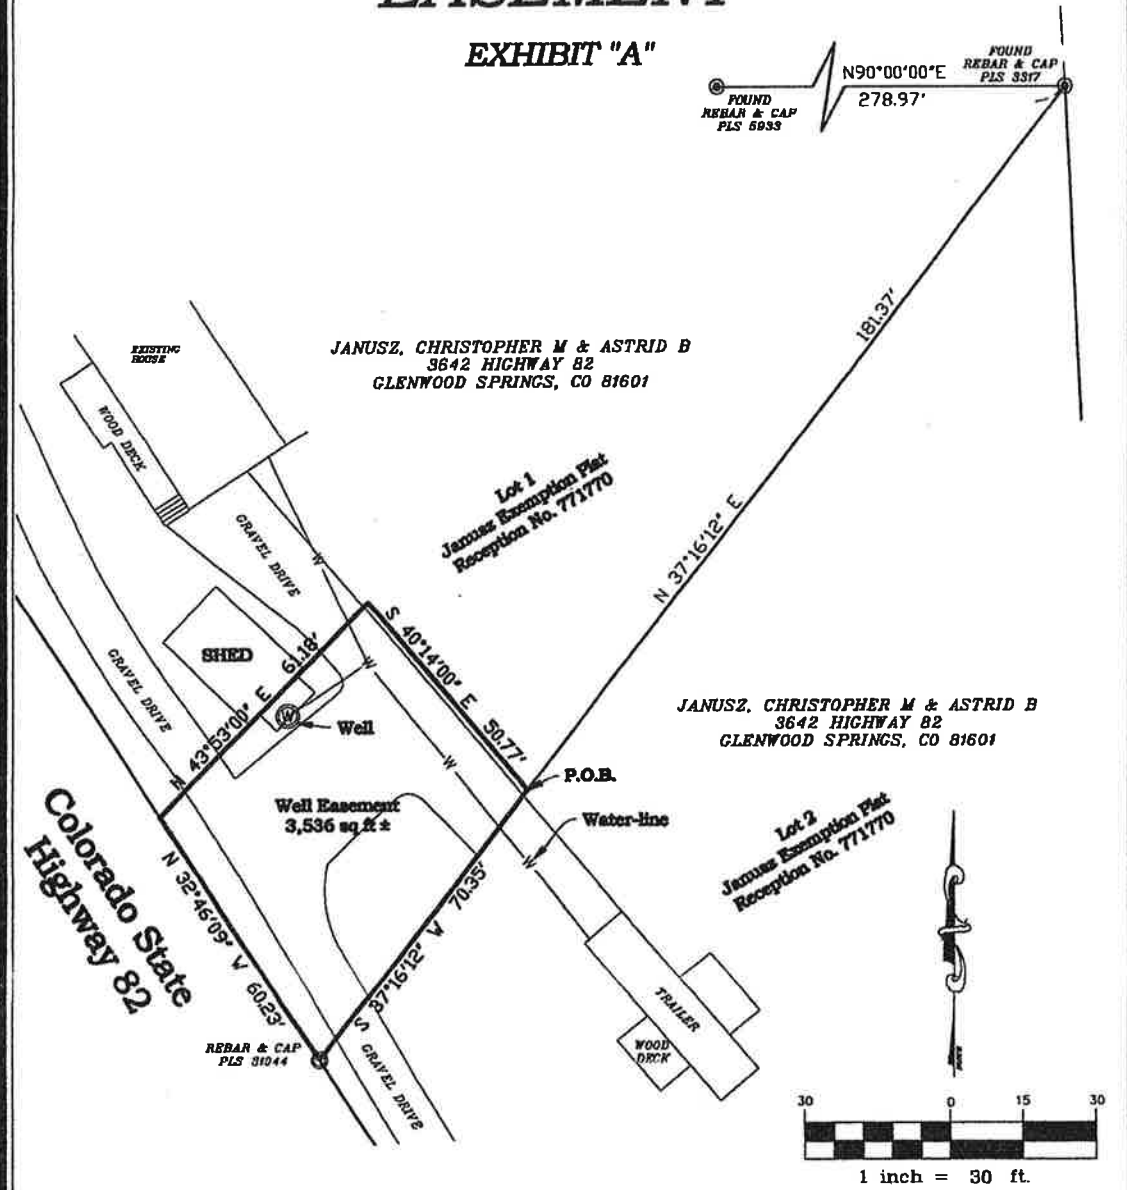 EASEMENT
EXHIBIT "A"
FOUND
REBAR & CAP
PLS 3317
N90°00'00"E
278.97'
FOUND
REBAR & CAP
PLS 5933
181.37'
N 37°16'12" E
EXISTING
HOUSE
JANUSZ, CHRISTOPHER M & ASTRID B
3642 HIGHWAY 82
GLENWOOD SPRINGS, CO 81601
WOOD DECK
Lot 1
Janusz Exemption Plat
Reception No. 771770
GRAVEL DRIVE
W
SHED
GRAVEL DRIVE
N 43°53'00" E 61.18'
S 40°14'00" E 50.77'
W
W
Well
W
P.O.B.
JANUSZ, CHRISTOPHER M & ASTRID B
3642 HIGHWAY 82
GLENWOOD SPRINGS, CO 81601
Well Easement
3,536 sq ft ±
Water-line
W
Lot 2
Janusz Exemption Plat
Reception No. 771770
Colorado State
Highway 82
N 32°46'09" W 60.23'
S 37°16'12" W 70.35'
REBAR & CAP
PLS 31044
GRAVEL DRIVE
TRAILER
WOOD
DECK
30 0 15 30
1 inch = 30 ft.